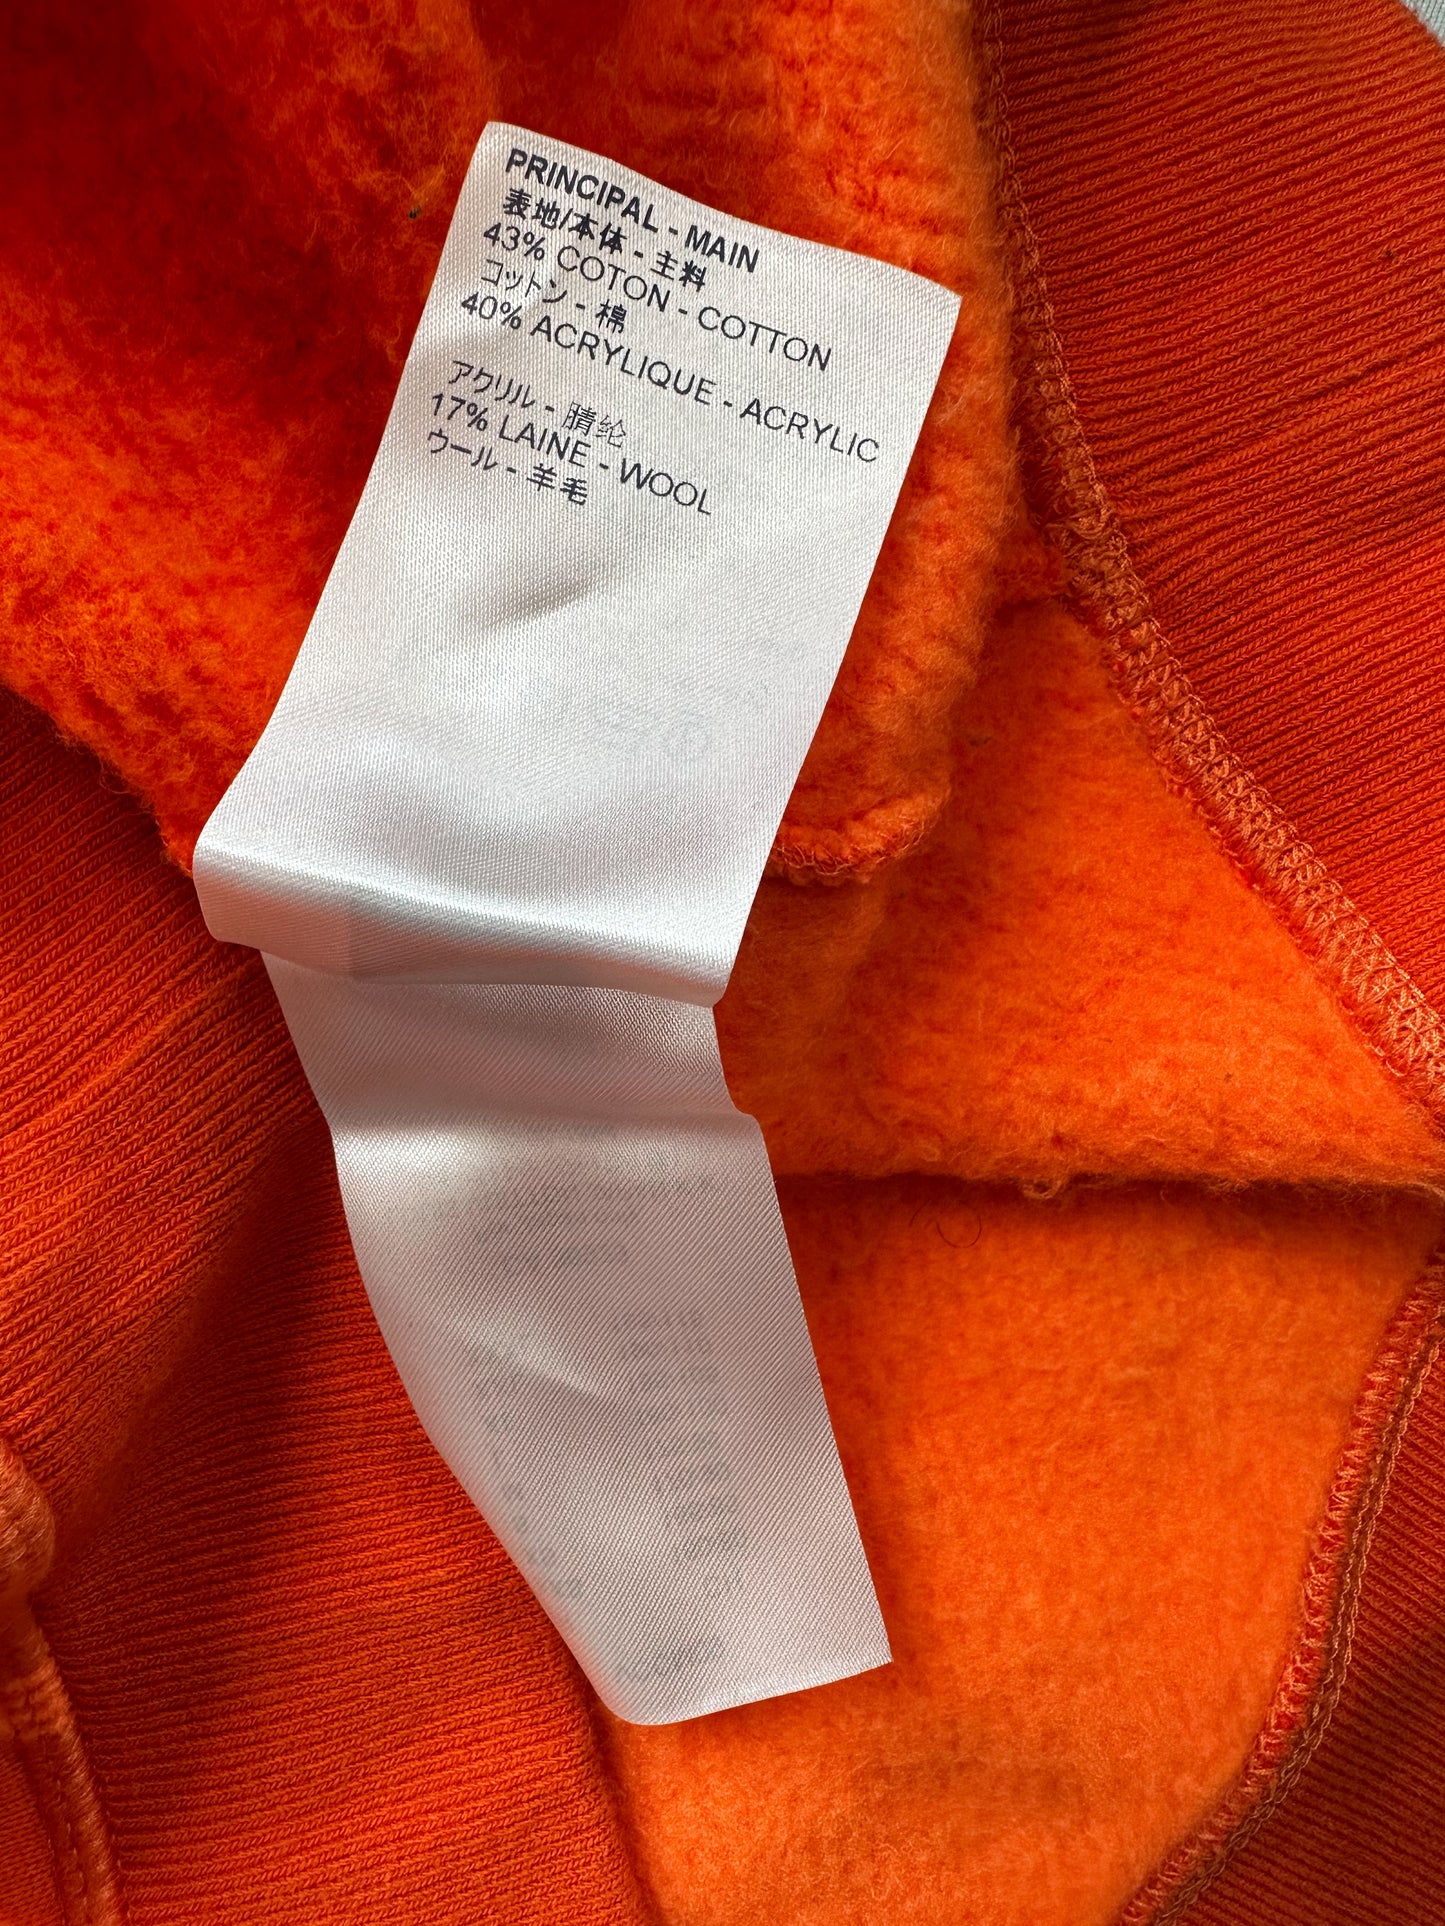 PRINCIPAL - MAIN
表地/本体 - 主料
43% COTON - COTTON
コットン - 棉
40% ACRYLIQUE - ACRYLIC
アクリル - 腈纶
17% LAINE - WOOL
ウール - 羊毛